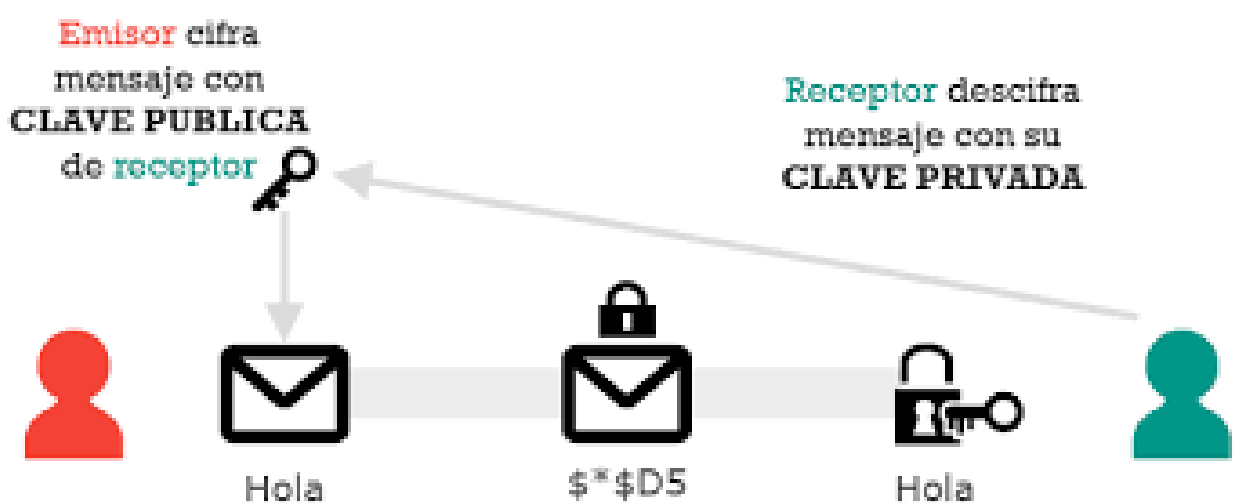 Emisor cifra
mensaje con
CLAVE PUBLICA
de receptor
Receptor descifra
mensaje con su
CLAVE PRIVADA
Hola
$*$D5
Hola